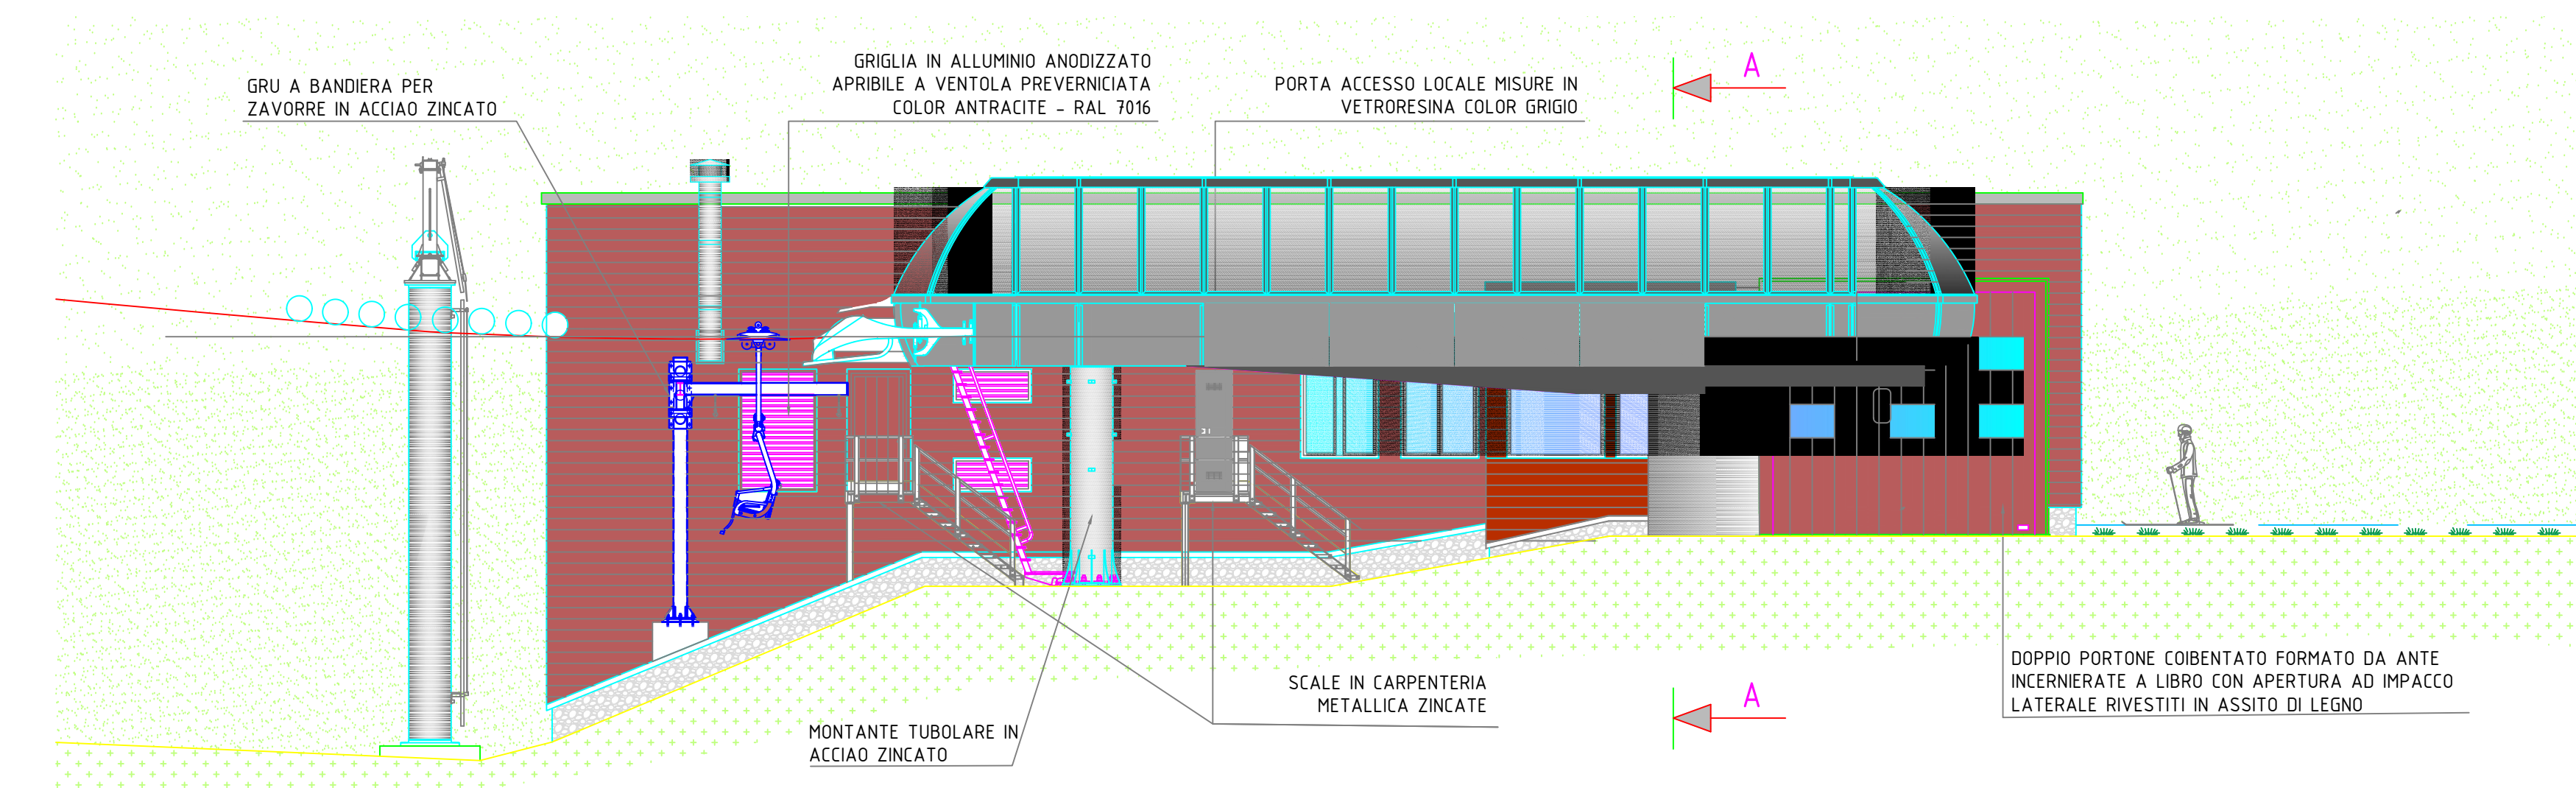 GRU A BANDIERA PER
ZAVORRE IN ACCIAO ZINCATO
GRIGLIA IN ALLUMINIO ANODIZZATO
APRIBILE A VENTOLA PREVERNICIATA
COLOR ANTRACITE - RAL 7016
PORTA ACCESSO LOCALE MISURE IN
VETRORESINA COLOR GRIGIO
A
SCALE IN CARPENTERIA
METALLICA ZINCATE
MONTANTE TUBOLARE IN
ACCIAO ZINCATO
A
DOPPIO PORTONE COIBENTATO FORMATO DA ANTE
INCERNIERATE A LIBRO CON APERTURA AD IMPACCO
LATERALE RIVESTITI IN ASSITO DI LEGNO